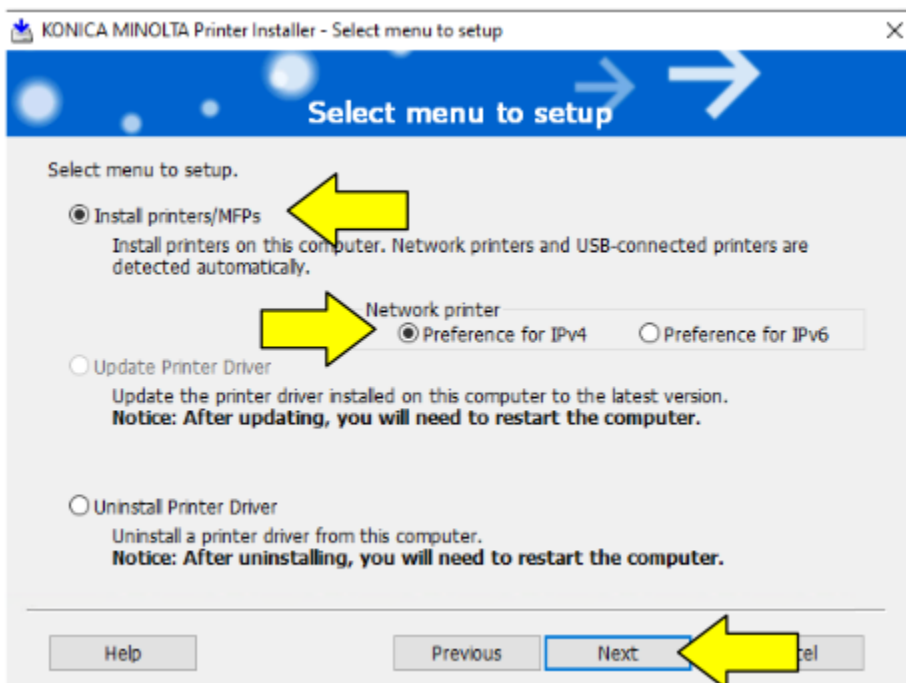 KONICA MINOLTA Printer Installer - Select menu to setup
Select menu to setup
Select menu to setup.
Install printers/MFPs
Install printers on this computer. Network printers and USB-connected printers are
detected automatically.
Network printer
Preference for IPv4 Preference for IPv6
Update Printer Driver
Update the printer driver installed on this computer to the latest version.
Notice: After updating, you will need to restart the computer.
Uninstall Printer Driver
Uninstall a printer driver from this computer.
Notice: After uninstalling, you will need to restart the computer.
Help Previous Next